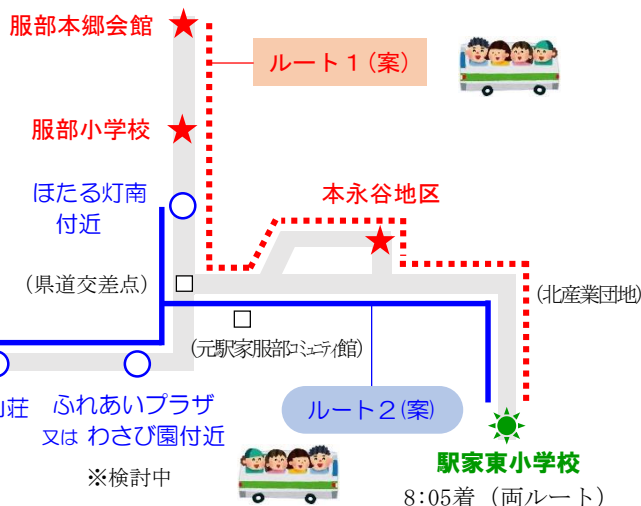 服部本郷会館
ルート1(案)
服部小学校
ほたる灯南
付近
本永谷地区
(県道交差点)
(北産業団地)
(元駅家服部コミュニティ館)
山荘
ふれあいプラザ
又は わさび園付近
ルート2(案)
※検討中
駅家東小学校
8:05着(両ルート)